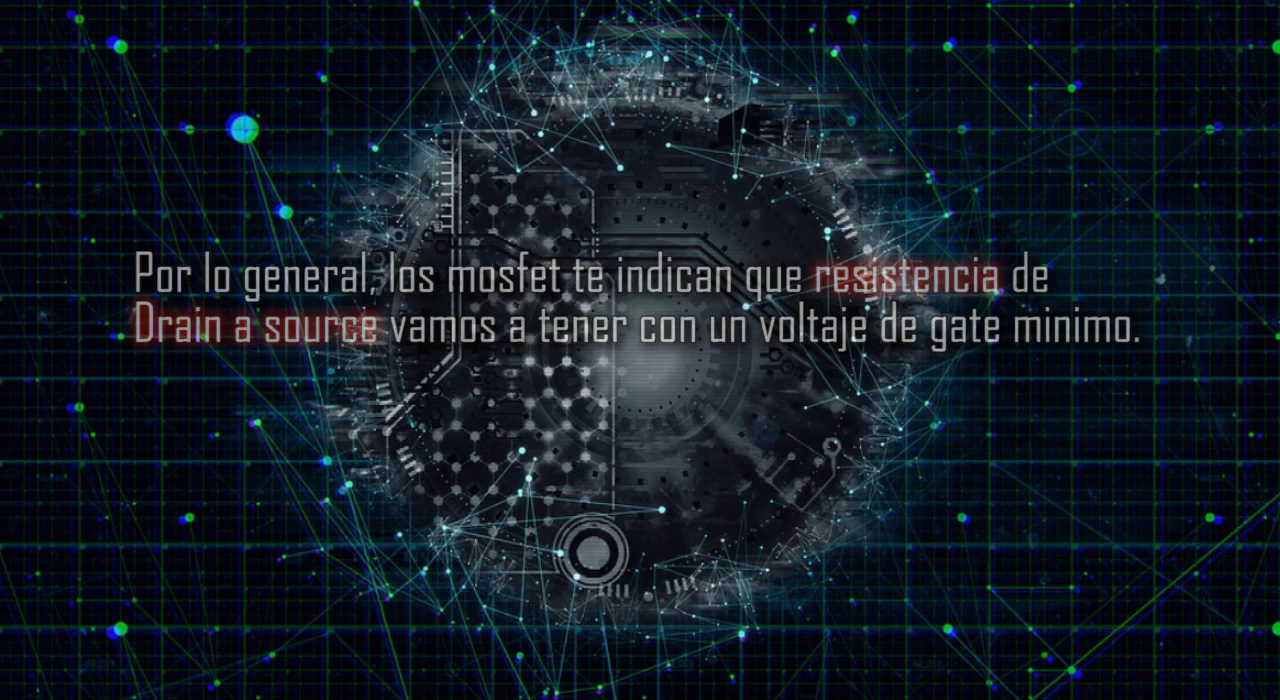 Por lo general, los mosfet te indican que resistencia de
Drain a source vamos a tener con un voltaje de gate minimo.